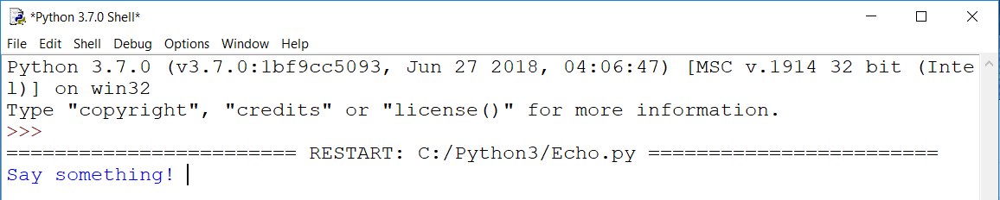 *Python 3.7.0 Shell*
File Edit Shell Debug Options Window Help
Python 3.7.0 (v3.7.0:1bf9cc5093, Jun 27 2018, 04:06:47) [MSC v.1914 32 bit (Inte
l)] on win32
Type "copyright", "credits" or "license()" for more information.
>>>
======================== RESTART: C:/Python3/Echo.py ========================
Say something!